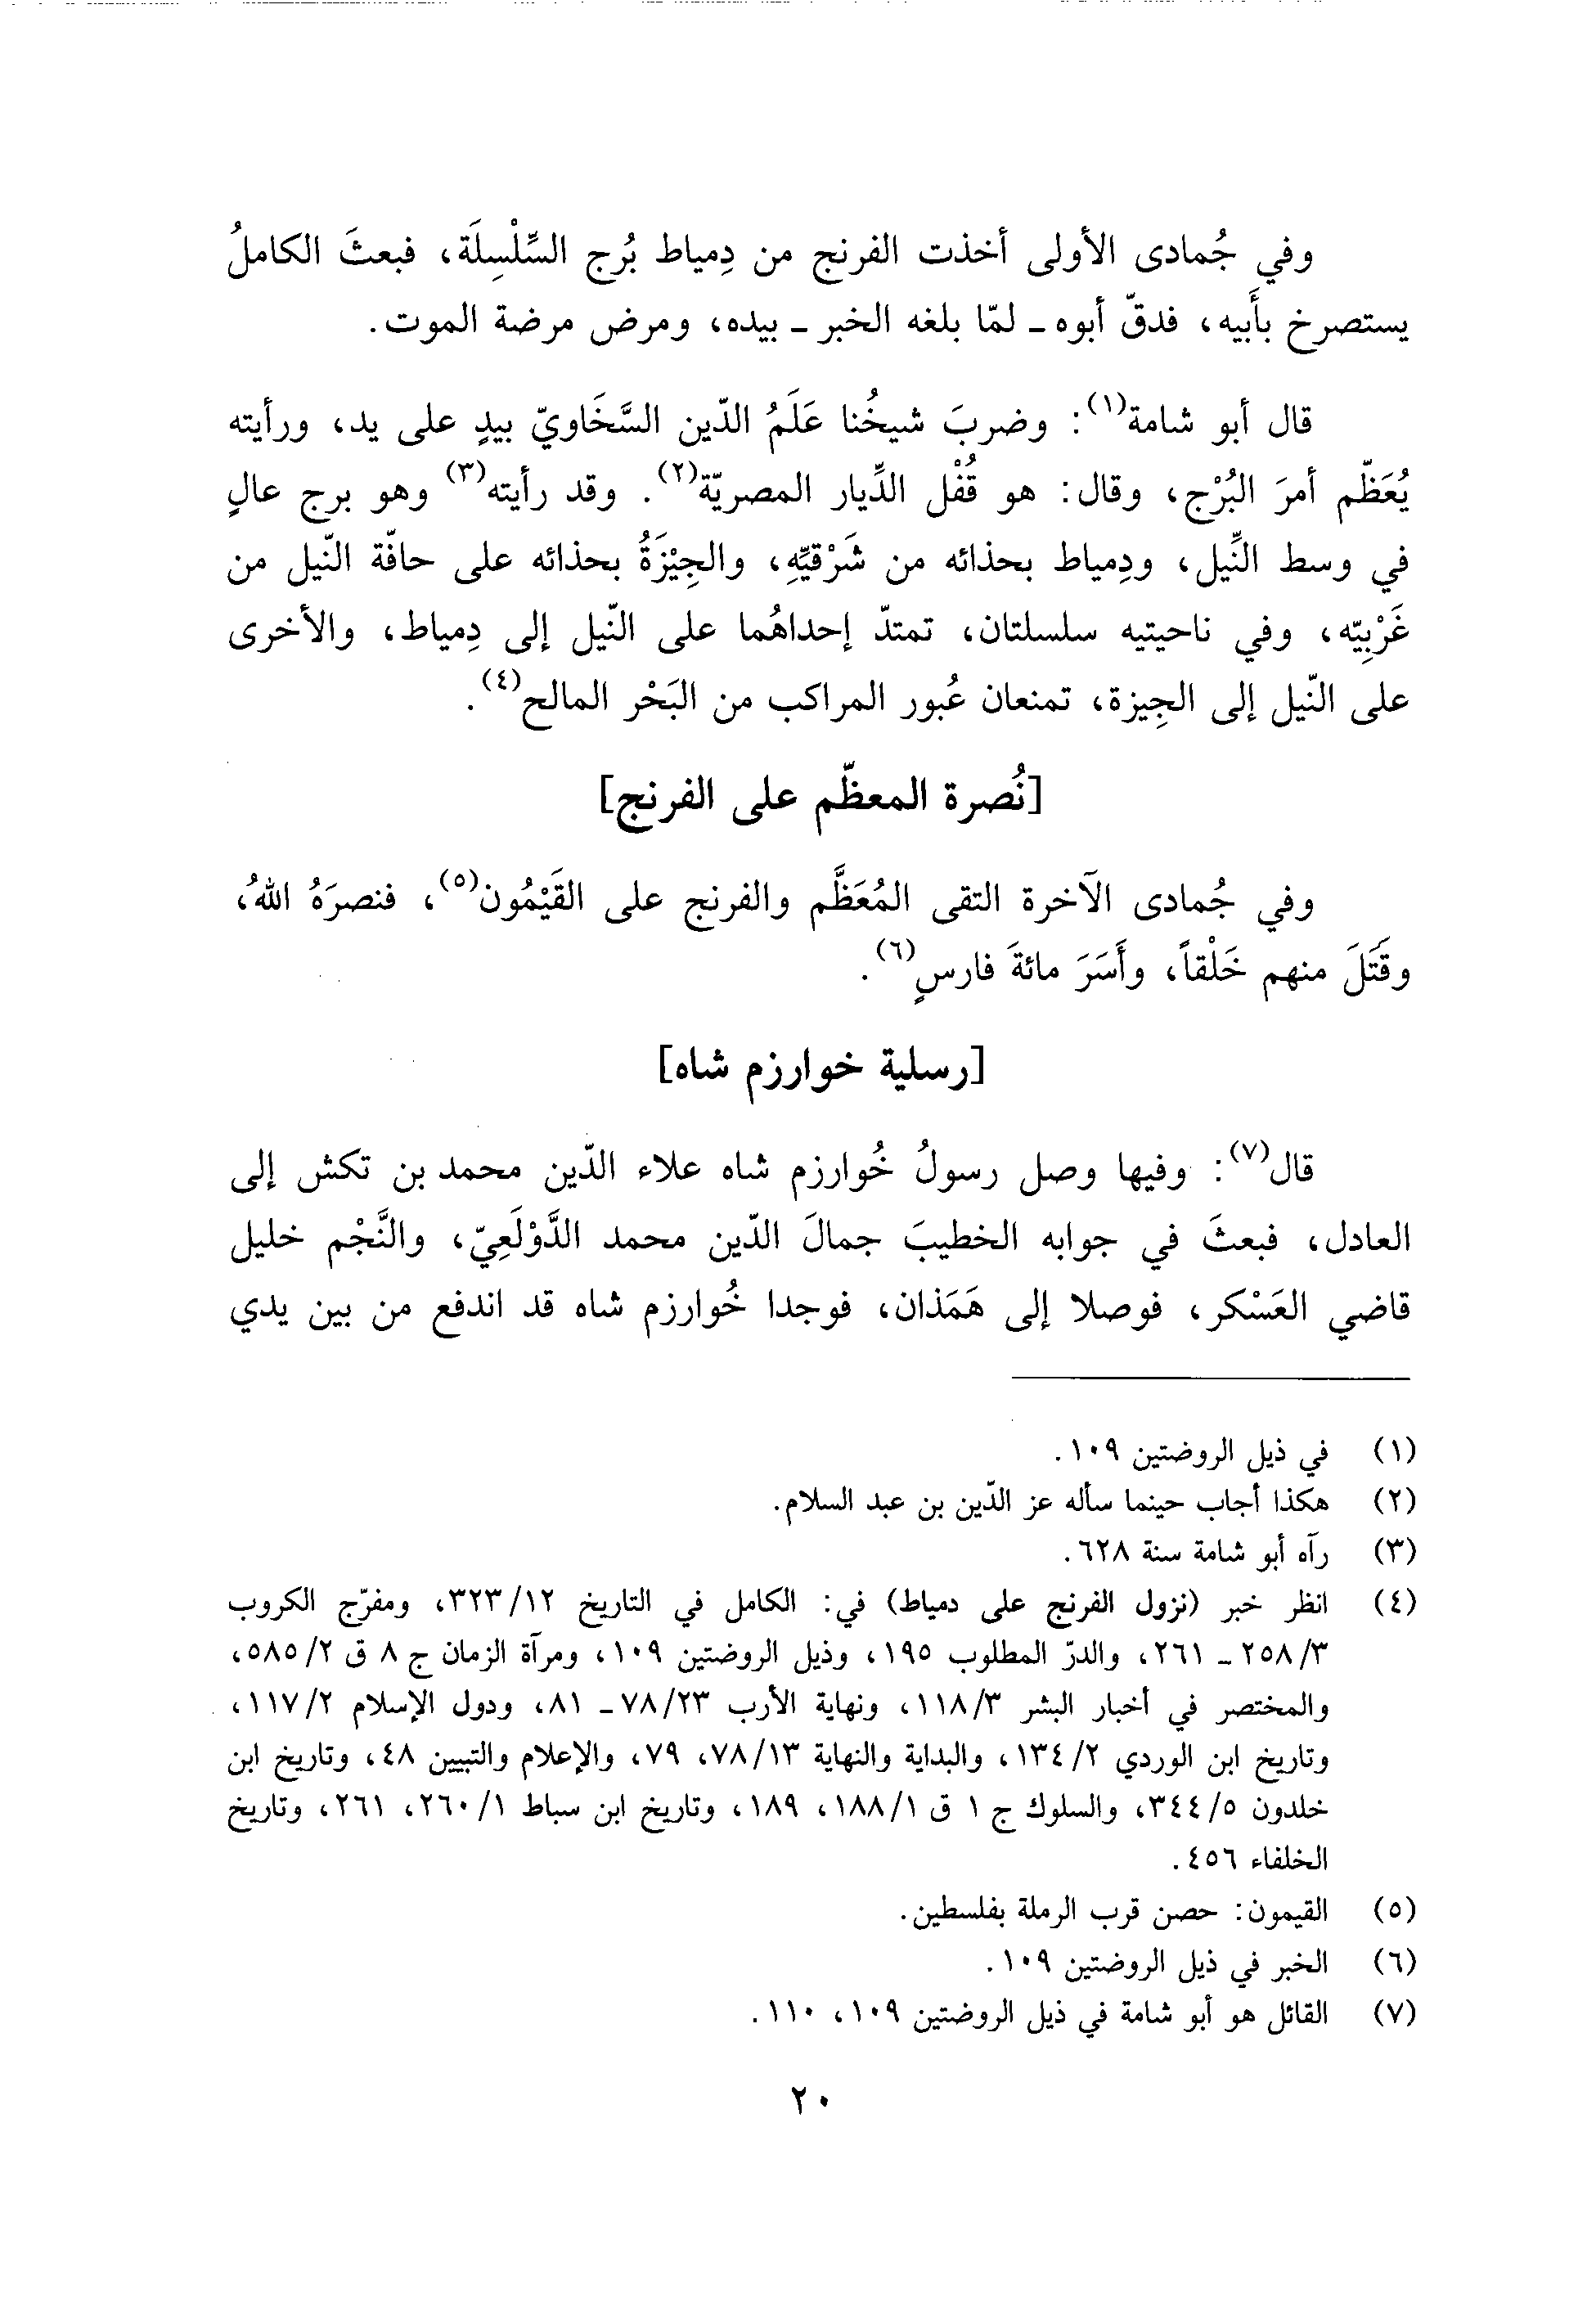 وفي جُمادى الأولى أخذت الفرنج من دِمياط بُرج السِّلْسِلَة، فبعثَ الكاملُ
يستصرخ بأَبيه، فدقّ أبوه ـ لمّا بلغه الخبر ـ بيده، ومرض مرضة الموت.
قال أبو شامة(١): وضربَ شيخُنا عَلَمُ الدّين السَّخَاويّ بيدٍ على يد، ورأيته
يُعَظّم أمرَ البُرْج، وقال: هو قُفْل الدِّيار المصريّة(٢). وقد رأيته(٣) وهو برج عالٍ
في وسط النِّيل، ودِمياط بحذائه من شَرْقيِّهِ، والجِيْزَةُ بحذائه على حافّة النّيل من
غَرْبِيّه، وفي ناحيتيه سلسلتان، تمتدّ إحداهُما على النّيل إلى دِمياط، والأخرى
على النّيل إلى الجِيزة، تمنعان عُبور المراكب من البَحْر المالح(٤).
[نُصرة المعظّم على الفرنج]
وفي جُمادى الآخرة التقى المُعَظَّم والفرنج على القَيْمُون(٥)، فنصرَهُ اللهُ،
وقَتَلَ منهم خَلْقاً، وأَسَرَ مائةَ فارسٍ(٦).
[رسلية خوارزم شاه]
قال(٧): وفيها وصل رسولُ خُوارزم شاه علاء الدّين محمد بن تكش إلى
العادل، فبعثَ في جوابه الخطيبَ جمالَ الدّين محمد الدَّوْلَعِيّ، والنَّجْم خليل
قاضي العَسْكر، فوصلا إلى هَمَذان، فوجدا خُوارزم شاه قد اندفع من بين يدي
(١) في ذيل الروضتين ١٠٩.
(٢) هكذا أجاب حينما سأله عز الدّين بن عبد السلام.
(٣) رآه أبو شامة سنة ٦٢٨.
(٤) انظر خبر (نزول الفرنج على دمياط) في: الكامل في التاريخ ٣٢٣/١٢، ومفرّج الكروب
٢٥٨/٣ ـ ٢٦١، والدرّ المطلوب ١٩٥، وذيل الروضتين ١٠٩، ومرآة الزمان ج ٨ ق ٥٨٥/٢،
والمختصر في أخبار البشر ١١٨/٣، ونهاية الأرب ٧٨/٢٣ ـ ٨١، ودول الإسلام ١١٧/٢،
وتاريخ ابن الوردي ١٣٤/٢، والبداية والنهاية ٧٨/١٣، ٧٩، والإعلام والتبيين ٤٨، وتاريخ ابن
خلدون ٣٤٤/٥، والسلوك ج ١ ق ١٨٨/١، ١٨٩، وتاريخ ابن سباط ٢٦٠/١، ٢٦١، وتاريخ
الخلفاء ٤٥٦.
(٥) القيمون: حصن قرب الرملة بفلسطين.
(٦) الخبر في ذيل الروضتين ١٠٩.
(٧) القائل هو أبو شامة في ذيل الروضتين ١٠٩، ١١٠.
٢٠